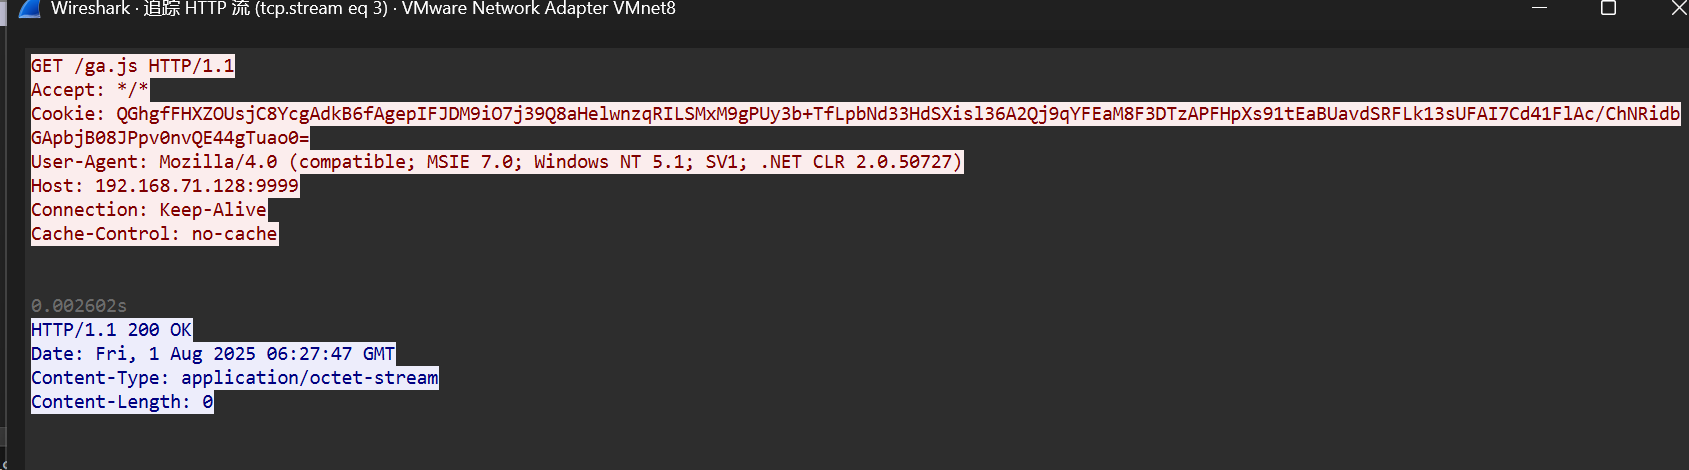 Wireshark · 追踪 HTTP 流 (tcp.stream eq 3) · VMware Network Adapter VMnet8
GET /ga.js HTTP/1.1
Accept: */*
Cookie: QGhgfFHXZOUsjC8YcgAdkB6fAgepIFJDM9iO7j39Q8aHelwnzqRILSMxM9gPUy3b+TfLpbNd33HdSXisl36A2Qj9qYFEaM8F3DTzAPFHpXs91tEaBUavdSRFLk13sUFAI7Cd41FlAc/ChNRidb
GApbjB08JPpv0nvQE44gTuao0=
User-Agent: Mozilla/4.0 (compatible; MSIE 7.0; Windows NT 5.1; SV1; .NET CLR 2.0.50727)
Host: 192.168.71.128:9999
Connection: Keep-Alive
Cache-Control: no-cache
0.002602s
HTTP/1.1 200 OK
Date: Fri, 1 Aug 2025 06:27:47 GMT
Content-Type: application/octet-stream
Content-Length: 0